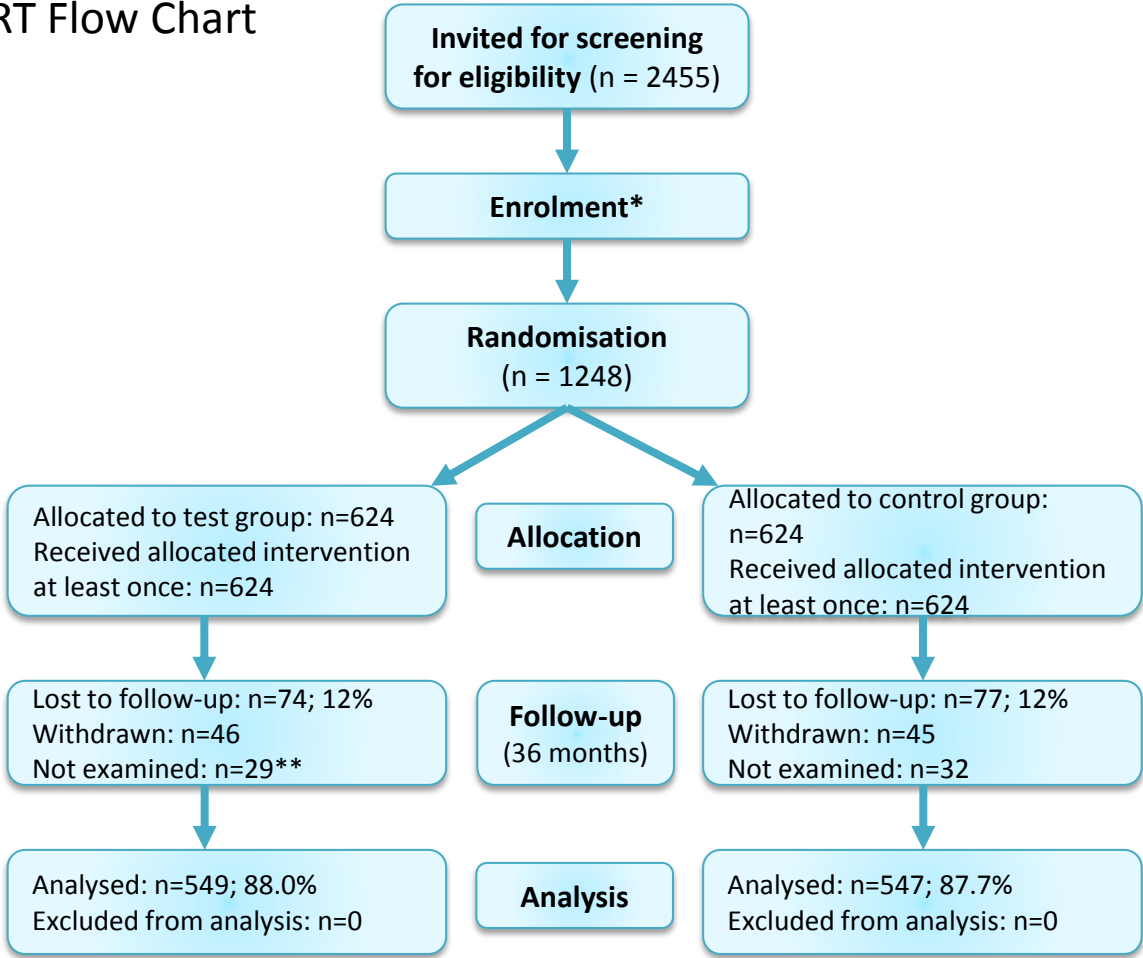 RT Flow Chart
Invited for screening
for eligibility (n = 2455)
Enrolment*
Randomisation
(n = 1248)
Allocated to test group: n=624
Received allocated intervention
at least once: n=624
Allocation
Allocated to control group:
n=624
Received allocated intervention
at least once: n=624
Lost to follow-up: n=74; 12%
Withdrawn: n=46
Not examined: n=29**
Follow-up
(36 months)
Lost to follow-up: n=77; 12%
Withdrawn: n=45
Not examined: n=32
Analysed: n=549; 88.0%
Excluded from analysis: n=0
Analysis
Analysed: n=547; 87.7%
Excluded from analysis: n=0